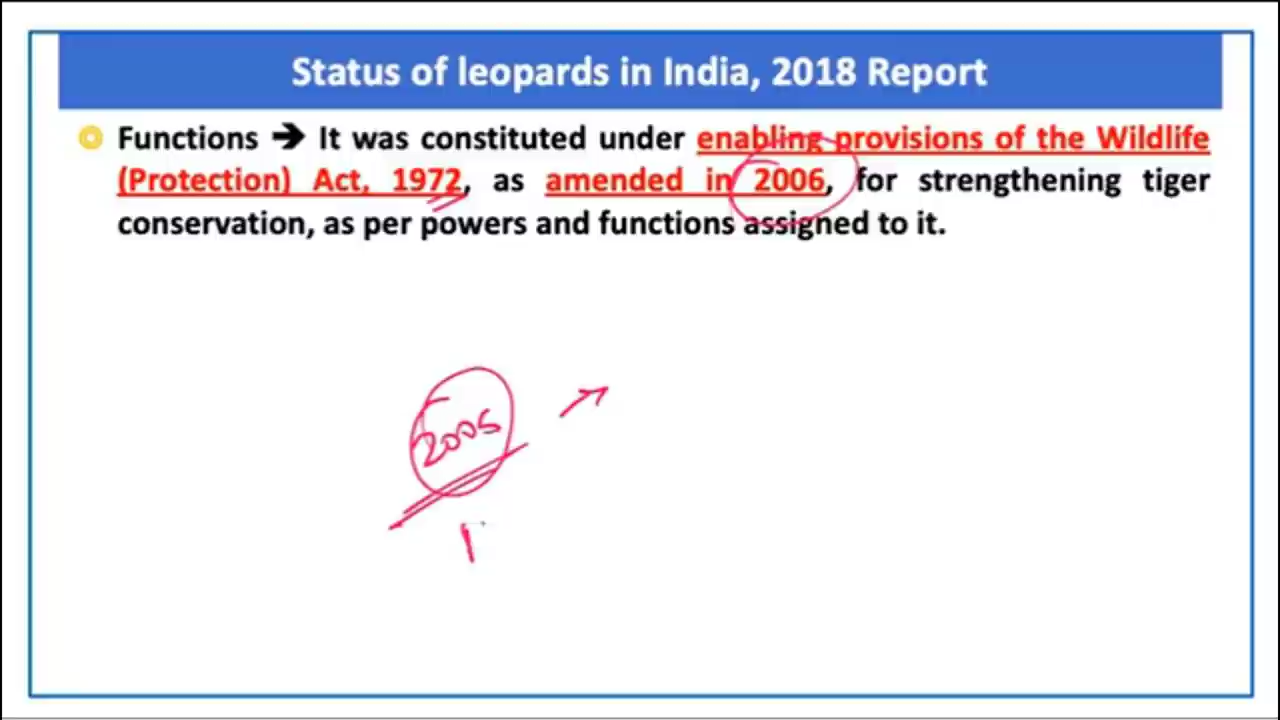 Status of leopards in India, 2018 Report
Functions ➔ It was constituted under enabling provisions of the Wildlife
(Protection) Act, 1972, as amended in 2006, for strengthening tiger
conservation, as per powers and functions assigned to it.
2005